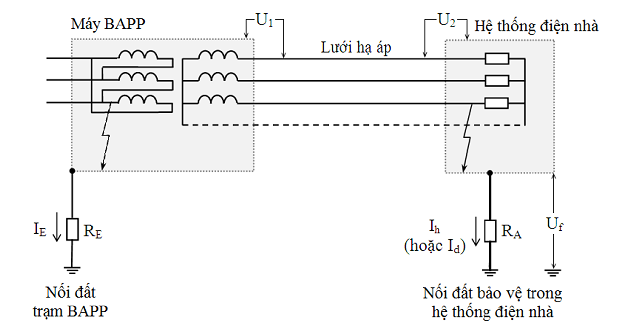 Máy BAPP
U1
U2
Hệ thống điện nhà
Lưới hạ áp
IE
RE
Ih
(hoặc Id)
RA
Uf
Nối đất
trạm BAPP
Nối đất bảo vệ trong
hệ thống điện nhà